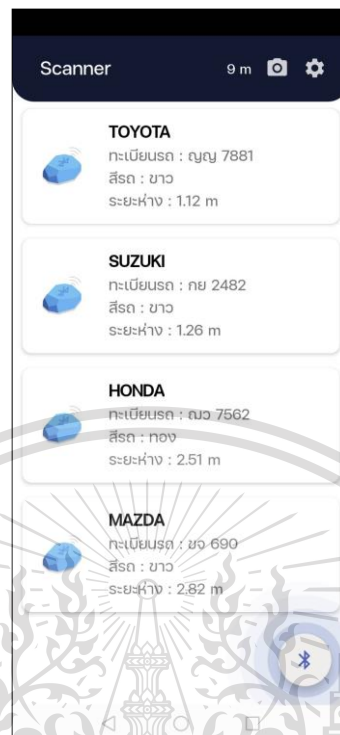 Scanner 9 m
TOYOTA
ทะเบียนรถ : ญญ 7881
สีรถ : ขาว
ระยะห่าง : 1.12 m
SUZUKI
ทะเบียนรถ : กย 2482
สีรถ : ขาว
ระยะห่าง : 1.26 m
HONDA
ทะเบียนรถ : ฌว 7562
สีรถ : ทอง
ระยะห่าง : 2.51 m
MAZDA
ทะเบียนรถ : ขจ 690
สีรถ : ขาว
ระยะห่าง : 2.82 m